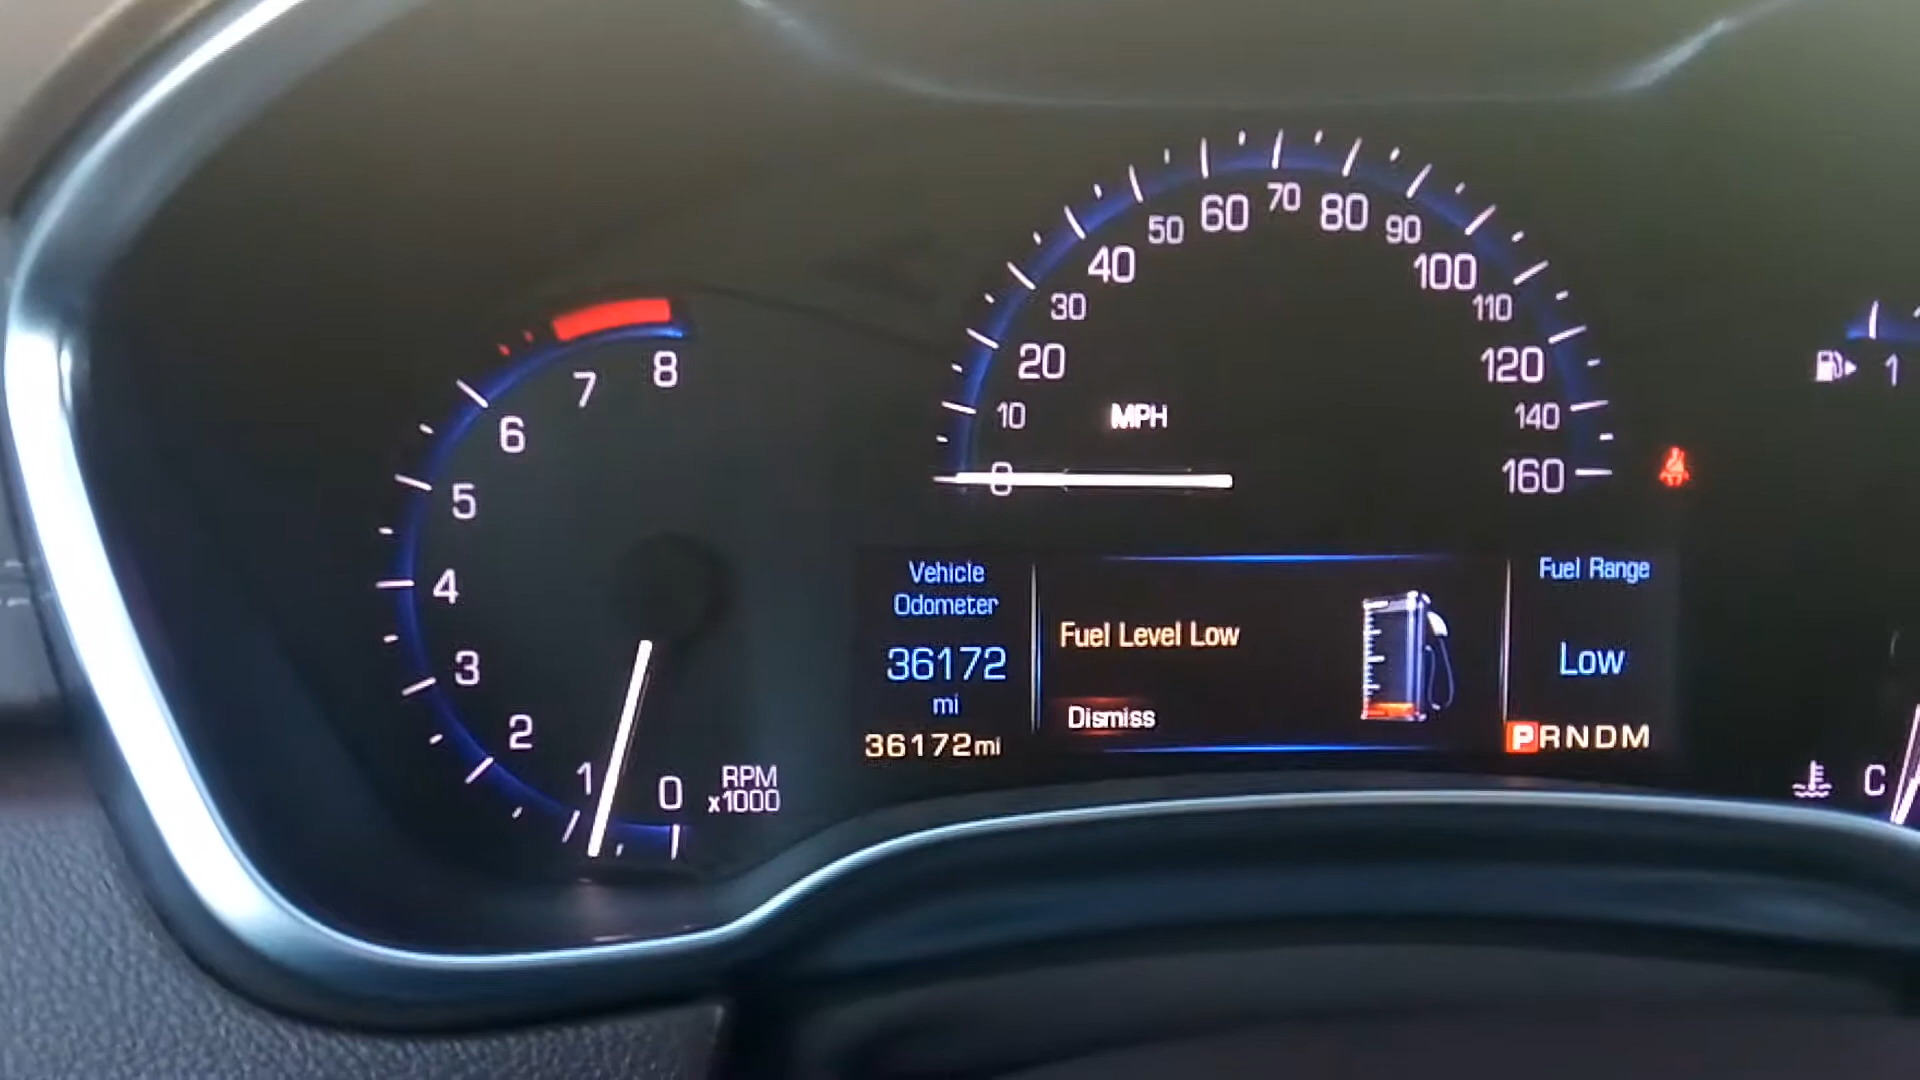 8
7
6
5
4
3
2
1
0
RPM
x1000
0
10
20
30
40
50
60
70
80
90
100
110
120
140
160
MPH
Vehicle
Odometer
36172
mi
36172mi
Fuel Level Low
Dismiss
Fuel Range
Low
PRNDM
1
C